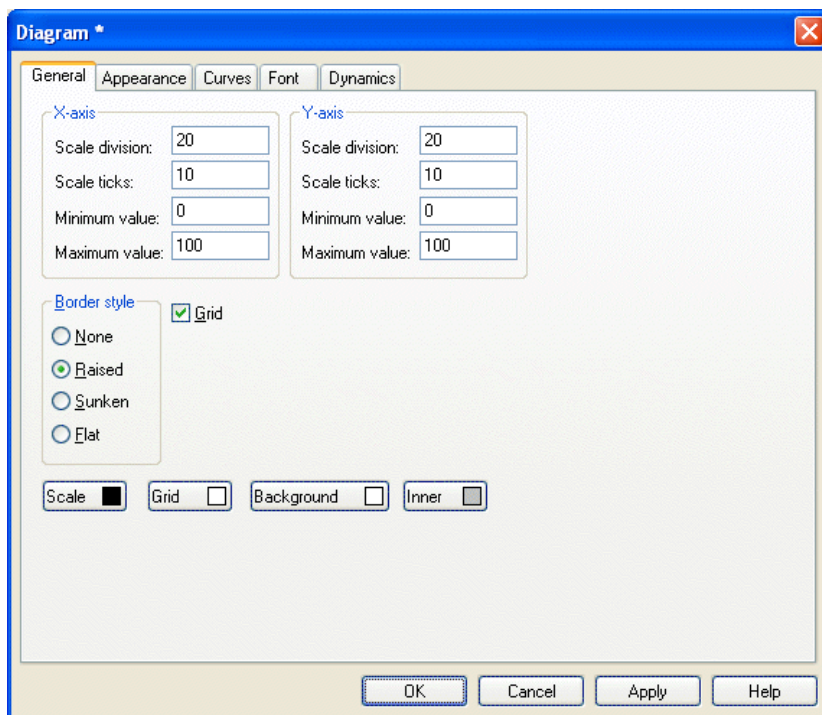 Diagram *
General Appearance Curves Font Dynamics
X-axis Y-axis
Scale division: 20 Scale division: 20
Scale ticks: 10 Scale ticks: 10
Minimum value: 0 Minimum value: 0
Maximum value: 100 Maximum value: 100
Border style
Grid
None
Raised
Sunken
Flat
Scale Grid Background Inner
OK Cancel Apply Help